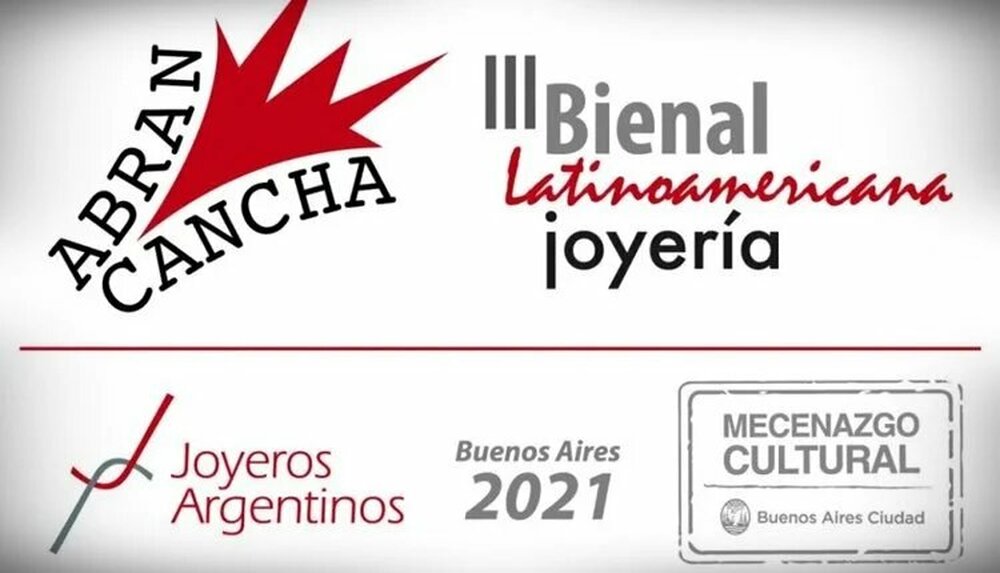 ABRAN
CANCHA
III Bienal
Latinoamericana
joyería
Joyeros
Argentinos
Buenos Aires
2021
MECENAZGO
CULTURAL
Buenos Aires Ciudad